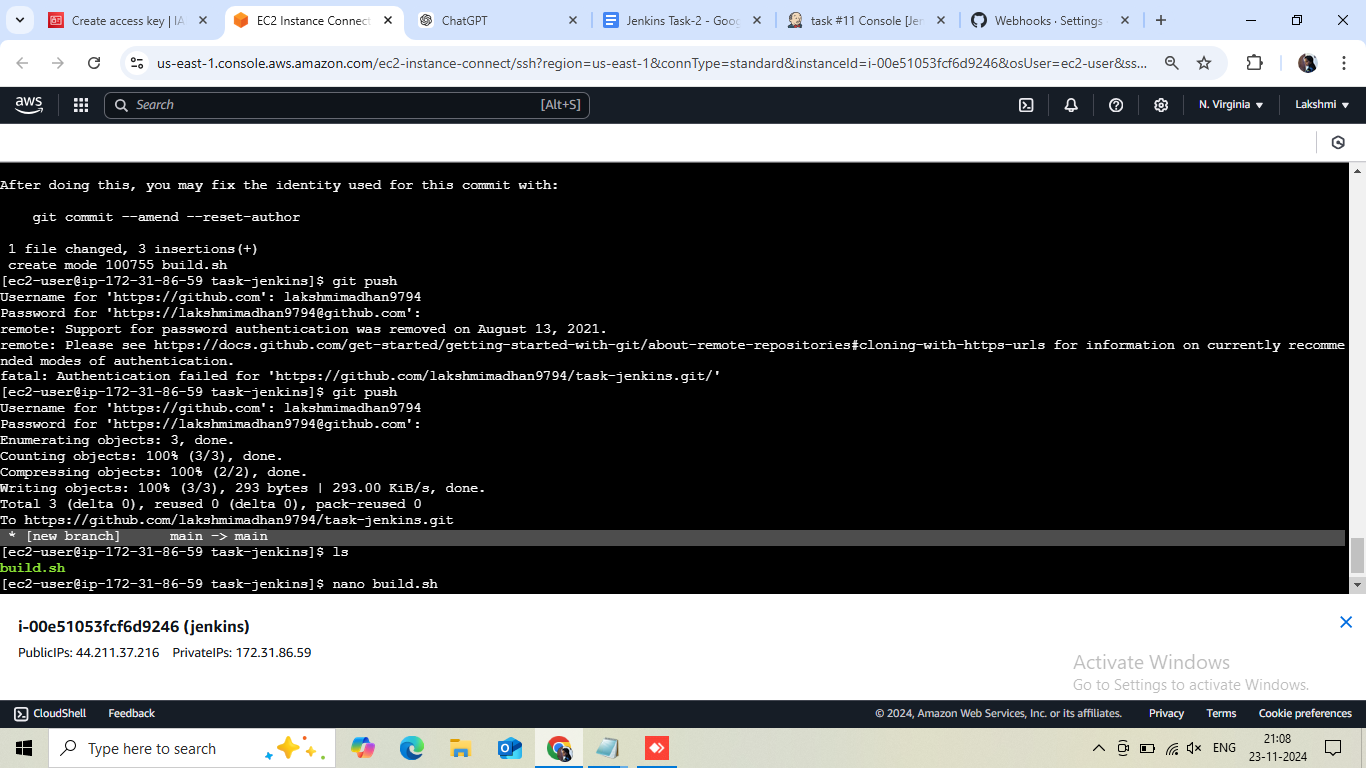 Create access key | IA
EC2 Instance Connect
ChatGPT
Jenkins Task-2 - Goog
task #11 Console [Jen
Webhooks · Settings
us-east-1.console.aws.amazon.com/ec2-instance-connect/ssh?region=us-east-1&connType=standard&instanceId=i-00e51053fcf6d9246&osUser=ec2-user&ss...
aws
Search
[Alt+S]
N. Virginia
Lakshmi
After doing this, you may fix the identity used for this commit with:
git commit --amend --reset-author
1 file changed, 3 insertions(+)
create mode 100755 build.sh
[ec2-user@ip-172-31-86-59 task-jenkins]$ git push
Username for 'https://github.com': lakshmimadhan9794
Password for 'https://lakshmimadhan9794@github.com':
remote: Support for password authentication was removed on August 13, 2021.
remote: Please see https://docs.github.com/get-started/getting-started-with-git/about-remote-repositories#cloning-with-https-urls for information on currently recomme
nded modes of authentication.
fatal: Authentication failed for 'https://github.com/lakshmimadhan9794/task-jenkins.git/'
[ec2-user@ip-172-31-86-59 task-jenkins]$ git push
Username for 'https://github.com': lakshmimadhan9794
Password for 'https://lakshmimadhan9794@github.com':
Enumerating objects: 3, done.
Counting objects: 100% (3/3), done.
Compressing objects: 100% (2/2), done.
Writing objects: 100% (3/3), 293 bytes | 293.00 KiB/s, done.
Total 3 (delta 0), reused 0 (delta 0), pack-reused 0
To https://github.com/lakshmimadhan9794/task-jenkins.git
* [new branch]      main -> main
[ec2-user@ip-172-31-86-59 task-jenkins]$ ls
build.sh
[ec2-user@ip-172-31-86-59 task-jenkins]$ nano build.sh
i-00e51053fcf6d9246 (jenkins)
PublicIPs: 44.211.37.216 PrivateIPs: 172.31.86.59
Activate Windows
Go to Settings to activate Windows.
CloudShell
Feedback
© 2024, Amazon Web Services, Inc. or its affiliates.
Privacy
Terms
Cookie preferences
Type here to search
ENG
21:08
23-11-2024